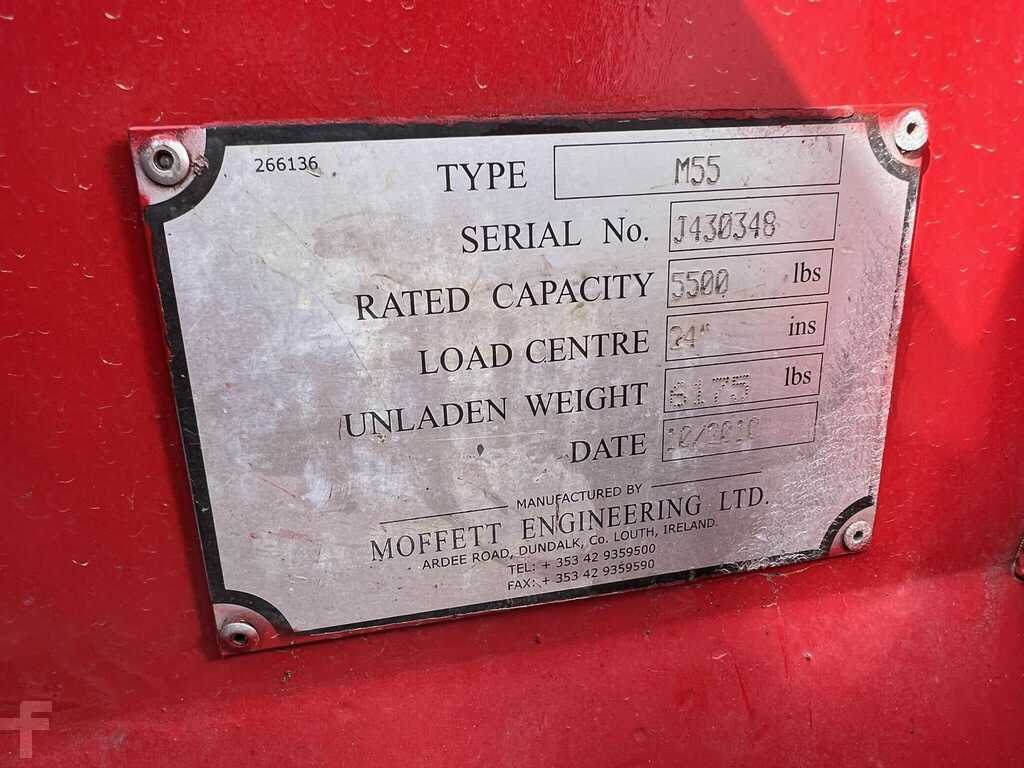 266136
TYPE M55
SERIAL No. J430348
RATED CAPACITY 5500 lbs
LOAD CENTRE 24" ins
UNLADEN WEIGHT 6175 lbs
DATE 10/2010
MANUFACTURED BY
MOFFETT ENGINEERING LTD.
ARDEE ROAD, DUNDALK, Co. LOUTH, IRELAND.
TEL: + 353 42 9359500
FAX: + 353 42 9359590